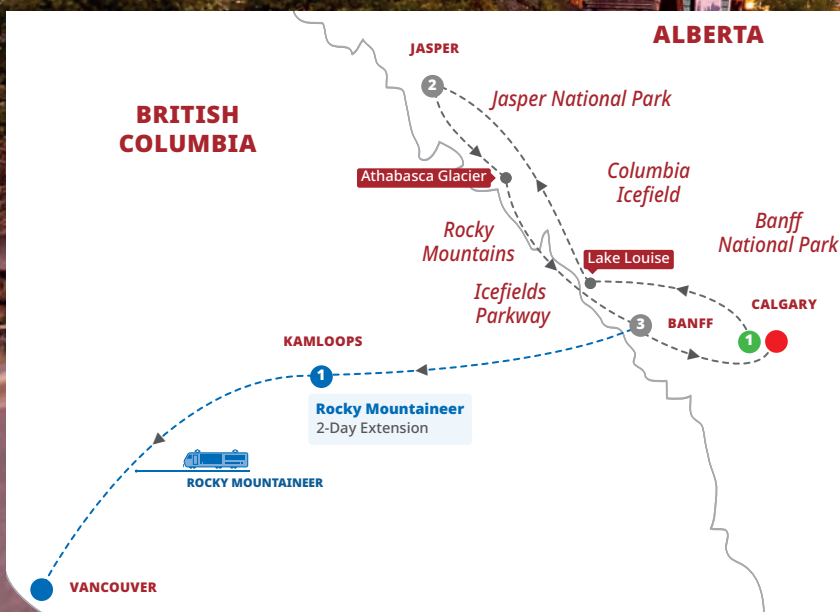 ALBERTA
JASPER
2
Jasper National Park
BRITISH
COLUMBIA
Athabasca Glacier
Columbia
Icefield
Banff
National Park
Rocky
Mountains
Lake Louise
Icefields
Parkway
CALGARY
1
3
BANFF
KAMLOOPS
1
Rocky Mountaineer
2-Day Extension
ROCKY MOUNTAINEER
VANCOUVER